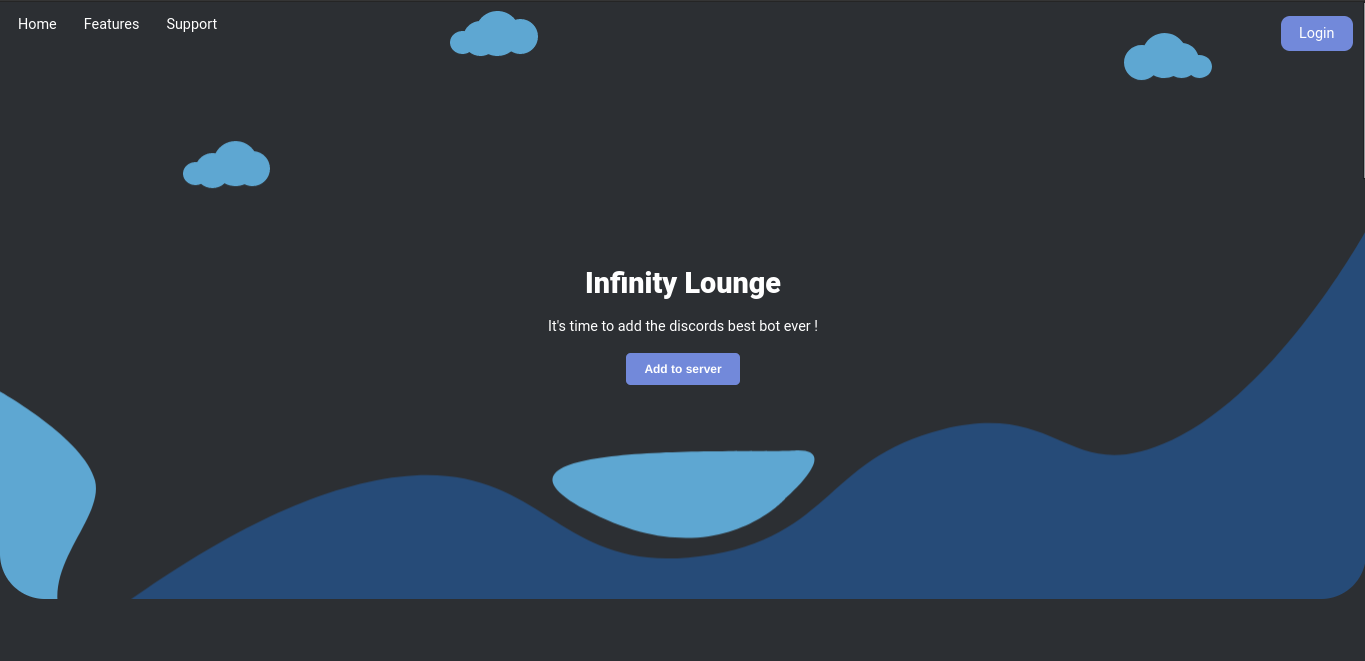 Home Features Support
Login
Infinity Lounge
It's time to add the discords best bot ever !
Add to server